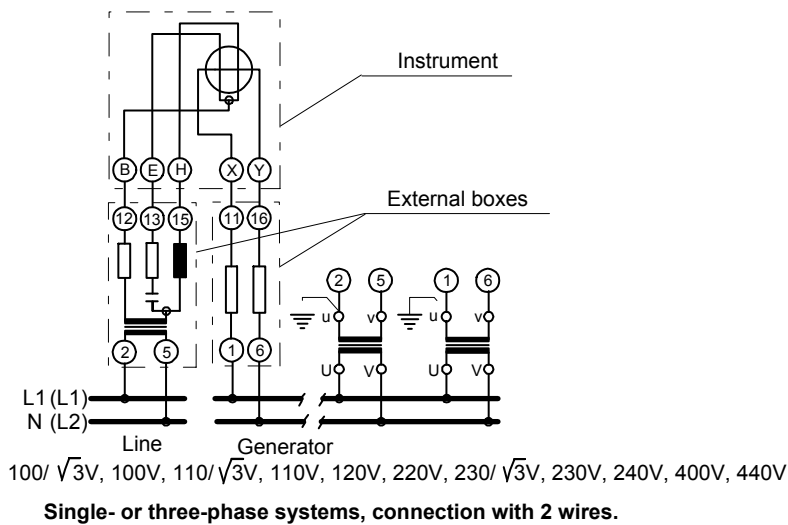 Instrument
B E H X Y
External boxes
12 13 15 11 16
2 5 1 6
u v u v
U V U V
2 5 1 6
L1 (L1)
N (L2)
Line Generator
100/ √3V, 100V, 110/√3V, 110V, 120V, 220V, 230/ √3V, 230V, 240V, 400V, 440V
Single- or three-phase systems, connection with 2 wires.